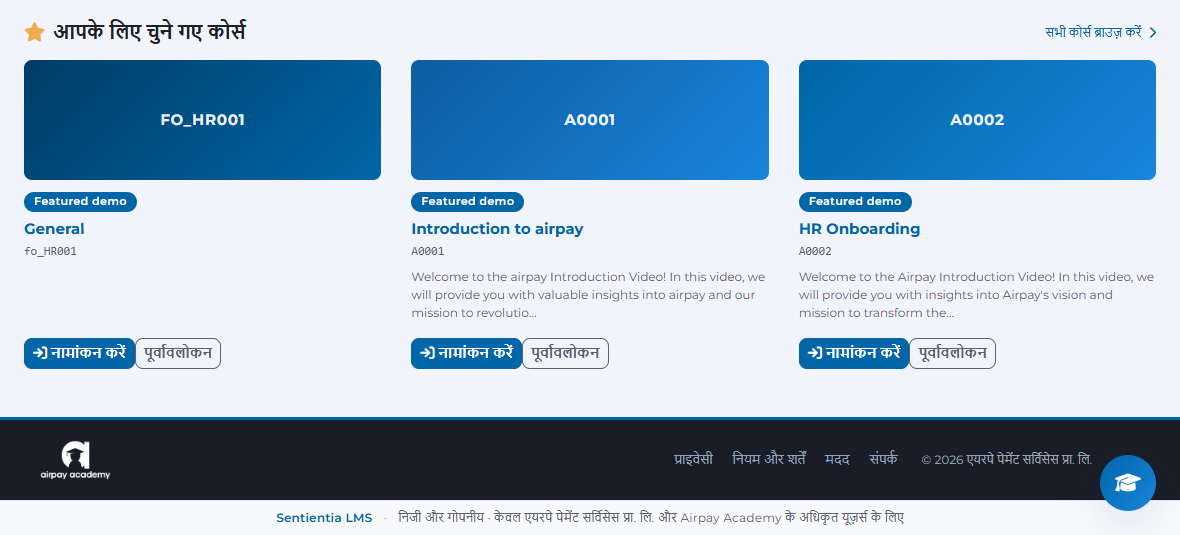 आपके लिए चुने गए कोर्स
सभी कोर्स ब्राउज़ करें
FO_HR001
A0001
A0002
Featured demo
Featured demo
Featured demo
General
Introduction to airpay
HR Onboarding
fo_HR001
A0001
A0002
Welcome to the airpay Introduction Video! In this video, we
will provide you with valuable insights into airpay and our
mission to revolutio...
Welcome to the Airpay Introduction Video! In this video, we
will provide you with insights into Airpay's vision and
mission to transform the...
नामांकन करें पूर्वावलोकन
नामांकन करें पूर्वावलोकन
नामांकन करें पूर्वावलोकन
airpay academy
प्राइवेसी नियम और शर्तें मदद संपर्क © 2026 एयरपे पेमेंट सर्विसेस प्रा. लि.
Sentientia LMS · निजी और गोपनीय · केवल एयरपे पेमेंट सर्विसेस प्रा. लि. और Airpay Academy के अधिकृत यूज़र्स के लिए